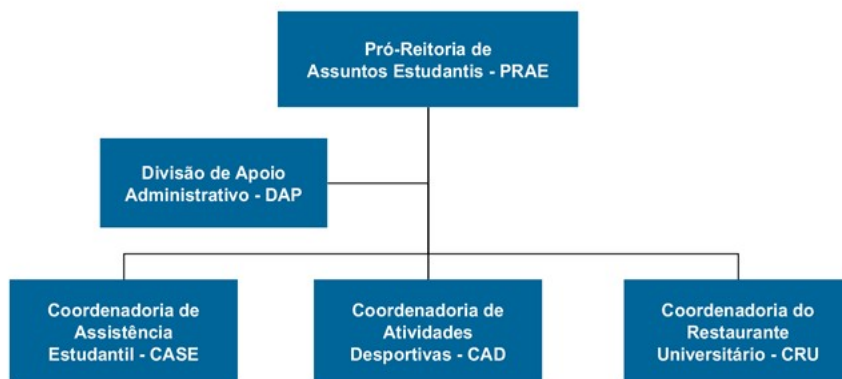 Pró-Reitoria de
Assuntos Estudantis - PRAE
Divisão de Apoio
Administrativo - DAP
Coordenadoria de
Assistência
Estudantil - CASE
Coordenadoria de
Atividades
Desportivas - CAD
Coordenadoria do
Restaurante
Universitário - CRU